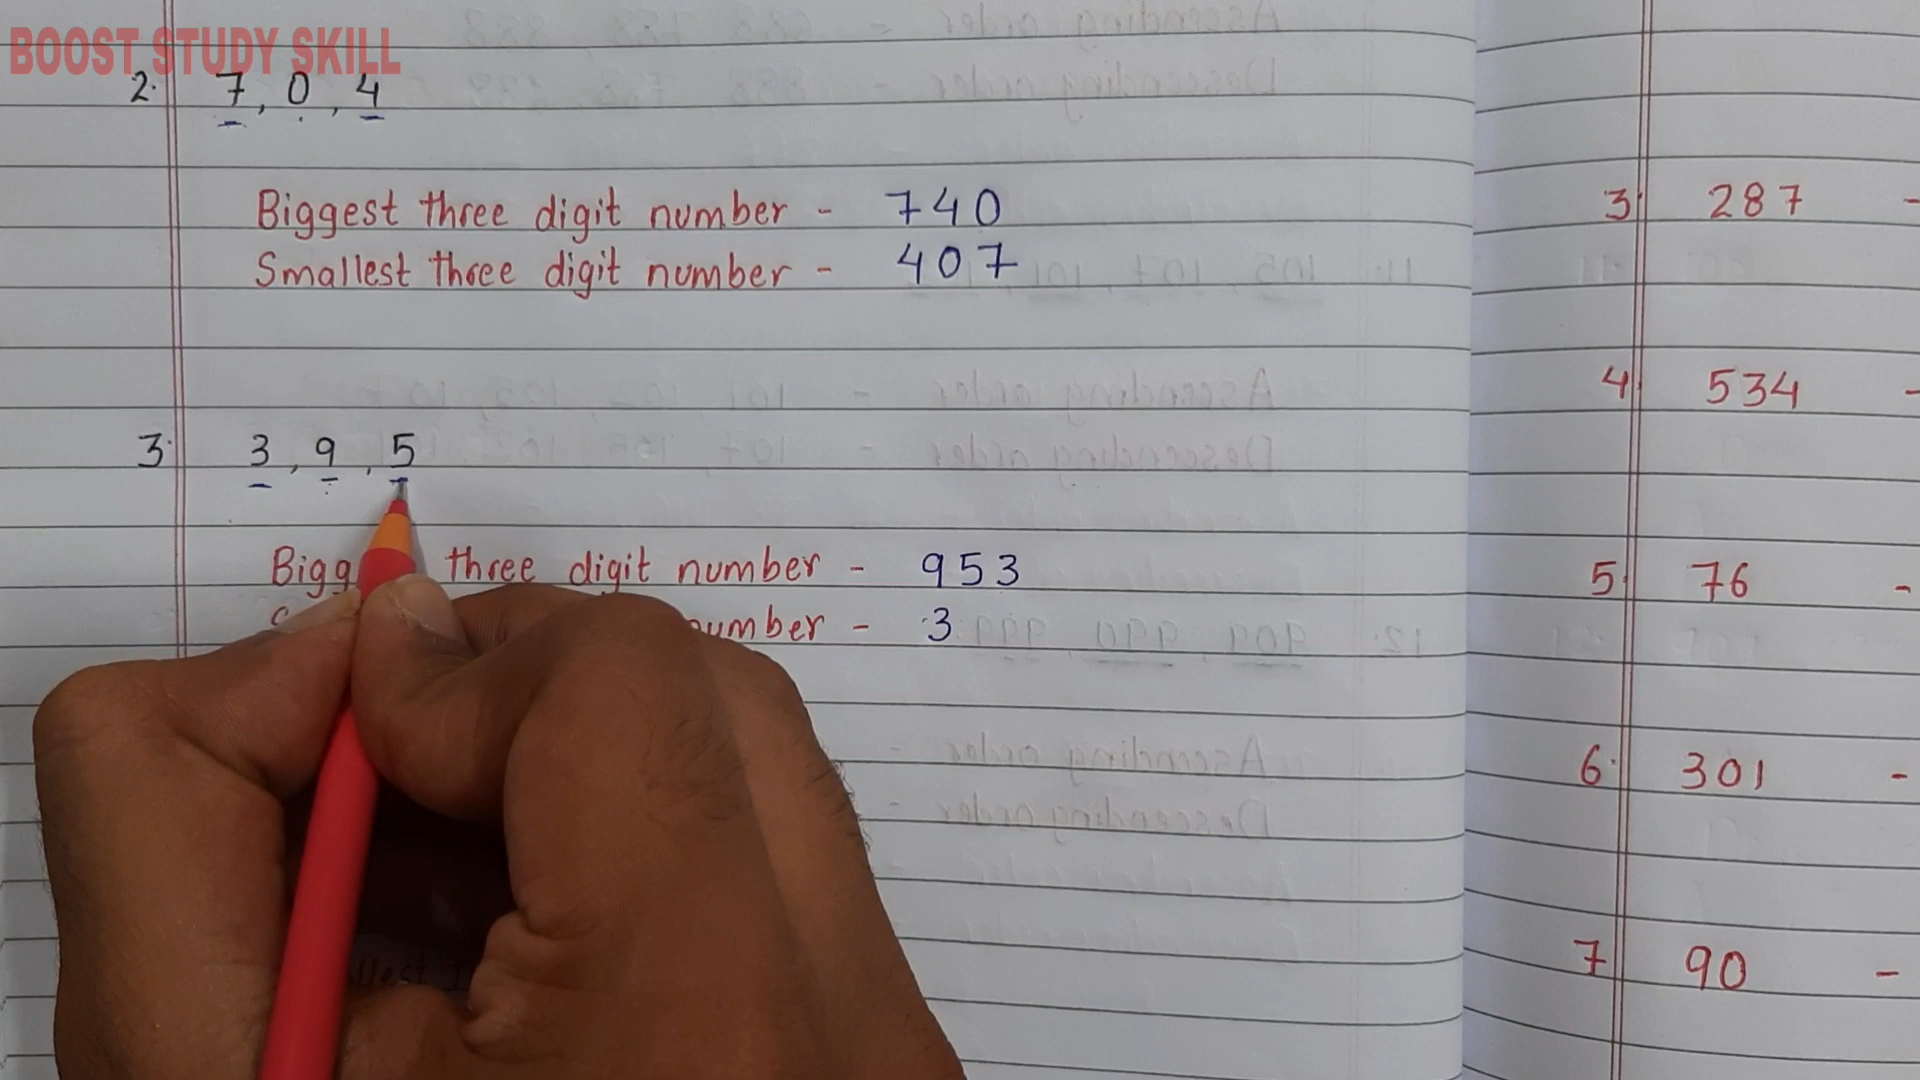 BOOST STUDY SKILL
2. 7, 0, 4
Biggest three digit number - 740
Smallest three digit number - 407
3. 3, 9, 5
Bigg three digit number - 953
number - 3
3. 287 -
4. 534 -
5. 76 -
6. 301 -
7 90 -